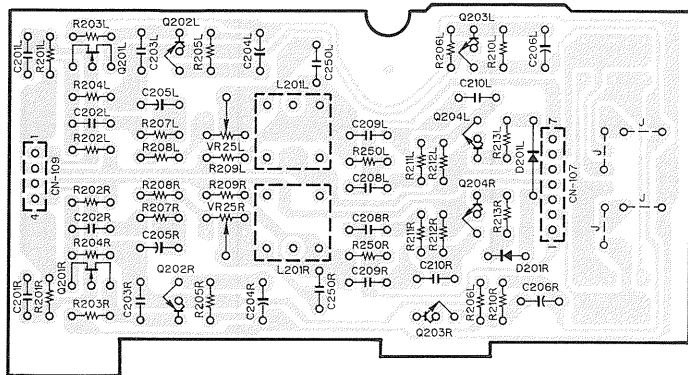 C201L
R201L
R203L
Q201L
C203L
Q202L
R205L
C204L
C250L
R206L
Q203L
R210L
C206L
R204L
C202L
R202L
C205L
R207L
R208L
VR25L
R209L
L201L
C209L
R250L
C208L
C210L
Q204L
R211L
R212L
R213L
D201L
7
CN-107
1
J
J
1
CN-109
4
R202R
C202R
R204R
R208R
R207R
C205R
R209R
VR25R
L201R
C208R
R250R
C209R
Q204R
R211R
R212R
R213R
C210R
D201R
J
J
C201R
R201R
Q201R
R203R
C203R
Q202R
R205R
C204R
C250R
Q203R
R206L
R210R
C206R